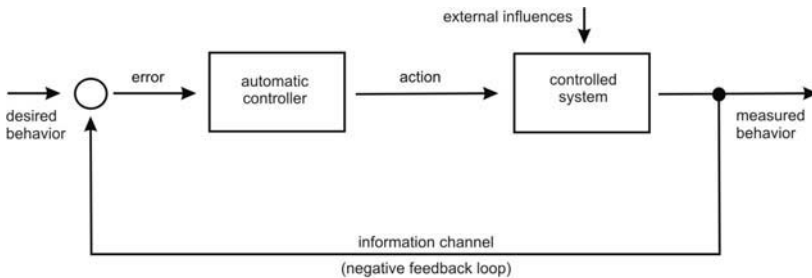 external influences
error
automatic
controller
action
controlled
system
desired
behavior
measured
behavior
information channel
(negative feedback loop)